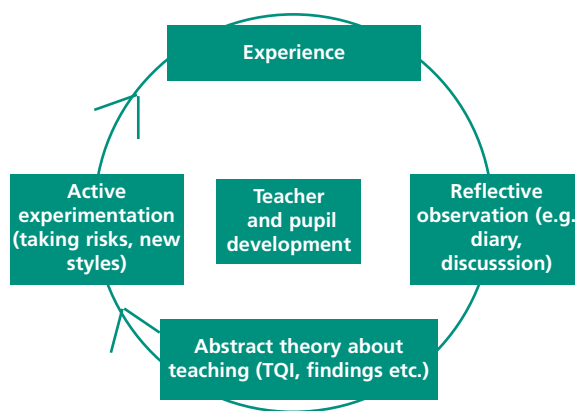 Experience
Active
experimentation
(taking risks, new
styles)
Teacher
and pupil
development
Reflective
observation (e.g.
diary,
discusssion)
Abstract theory about
teaching (TQI, findings etc.)